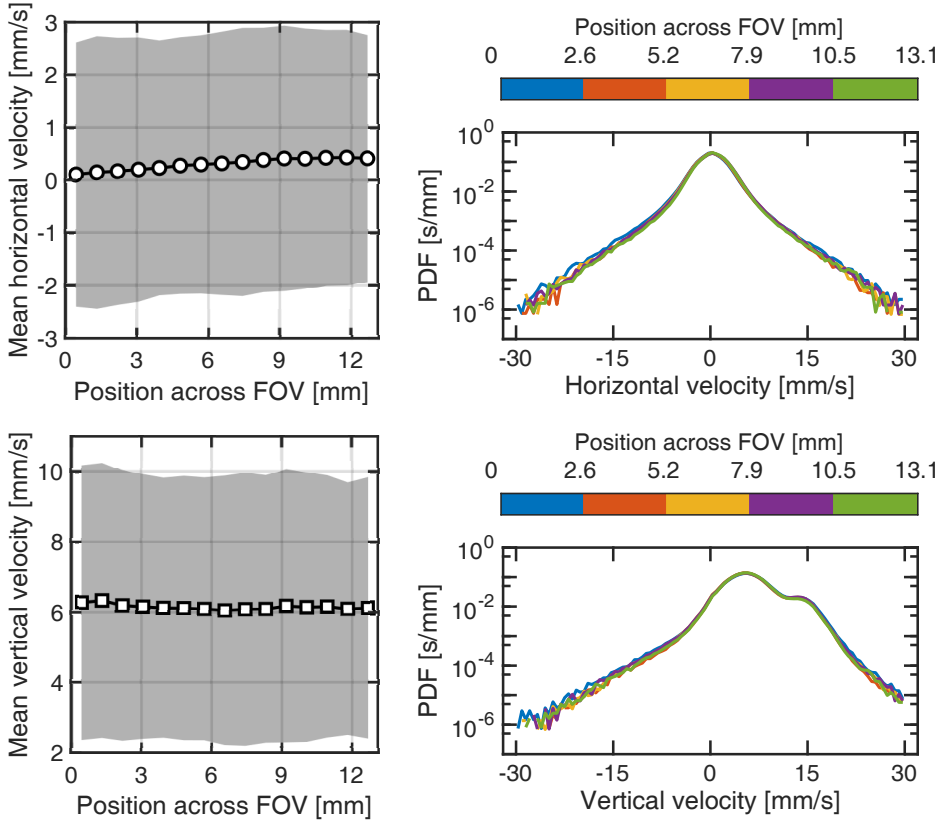 Mean horizontal velocity [mm/s]
3
2
1
0
-1
-2
-3
0 3 6 9 12
Position across FOV [mm]
Position across FOV [mm]
0 2.6 5.2 7.9 10.5 13.1
PDF [s/mm]
10^0
10^-2
10^-4
10^-6
-30 -15 0 15 30
Horizontal velocity [mm/s]
Mean vertical velocity [mm/s]
10
8
6
4
2
0 3 6 9 12
Position across FOV [mm]
Position across FOV [mm]
0 2.6 5.2 7.9 10.5 13.1
PDF [s/mm]
10^0
10^-2
10^-4
10^-6
-30 -15 0 15 30
Vertical velocity [mm/s]